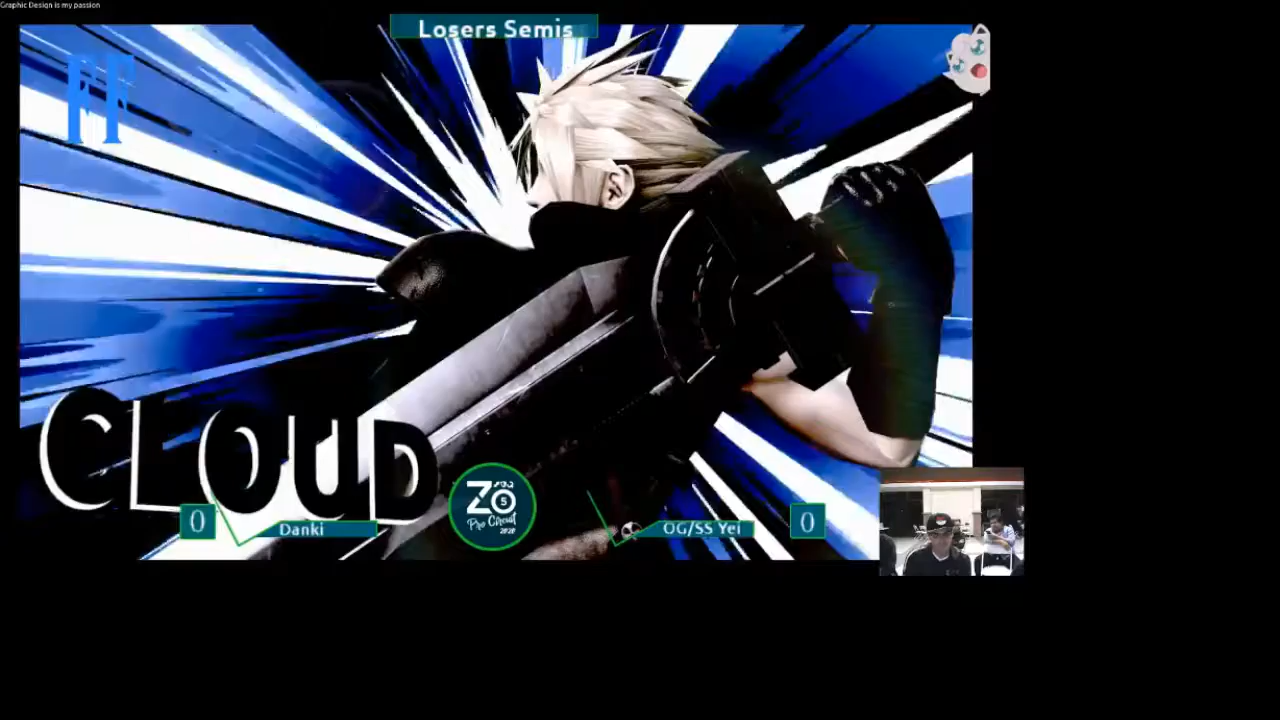 Graphic Design is my passion
Losers Semis
FF
CLOUD
0
Danki
5
Pro Circuit
2020
OG/SS Yei
0